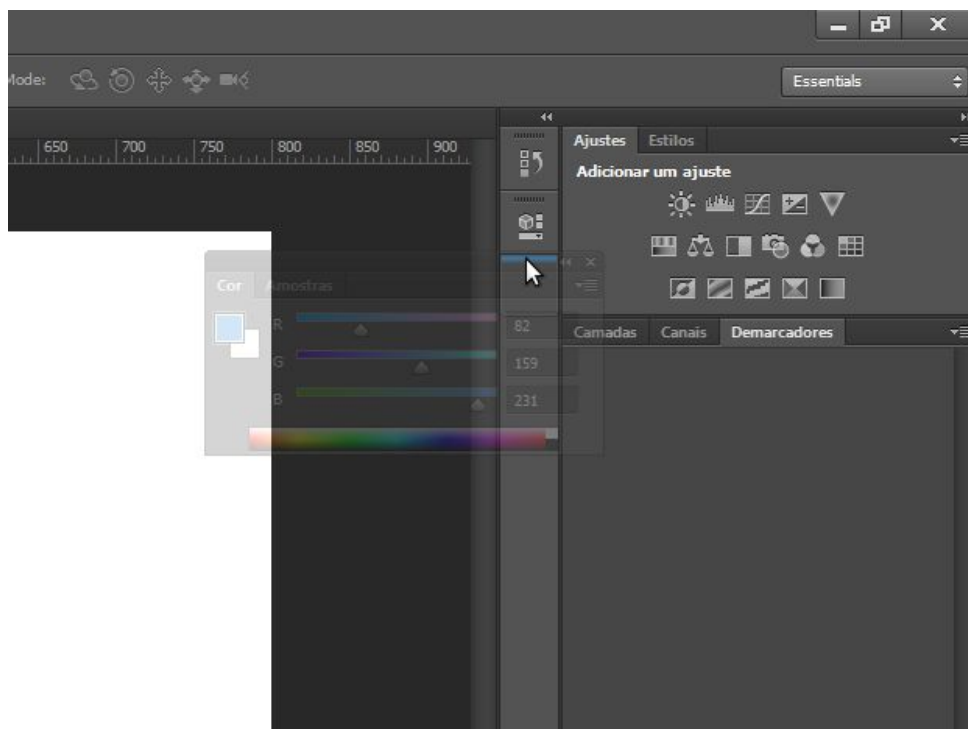 Mode:
Essentials
650 700 750 800 850 900
Ajustes Estilos
Adicionar um ajuste
Cor Amostras
R 82
G 159
B 231
Camadas Canais Demarcadores